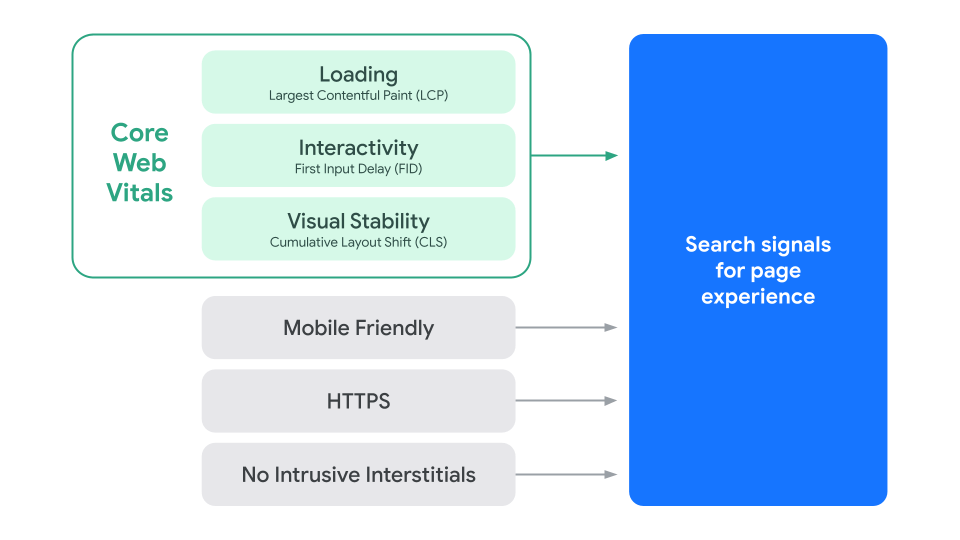 Core
Web
Vitals
Loading
Largest Contentful Paint (LCP)
Interactivity
First Input Delay (FID)
Visual Stability
Cumulative Layout Shift (CLS)
Mobile Friendly
HTTPS
No Intrusive Interstitials
Search signals
for page
experience